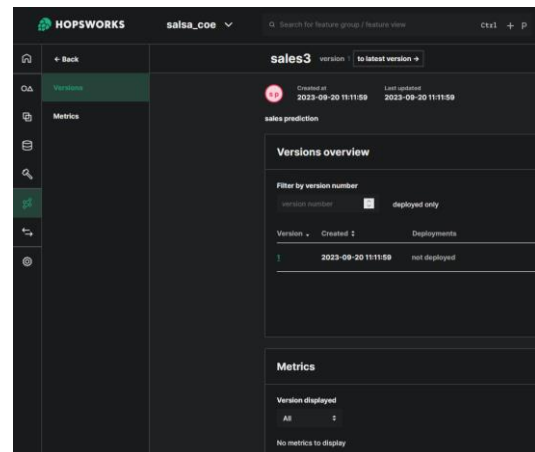 HOPSWORKS
salsa_coe
Search for feature group / feature view
Ctrl + P
← Back
sales3 version 1 to latest version →
Versions
Metrics
s p
Created at
2023-09-20 11:11:59
Last updated
2023-09-20 11:11:59
sales prediction
Versions overview
Filter by version number
version number
deployed only
Version Created Deployments
1 2023-09-20 11:11:59 not deployed
Metrics
Version displayed
All
No metrics to display